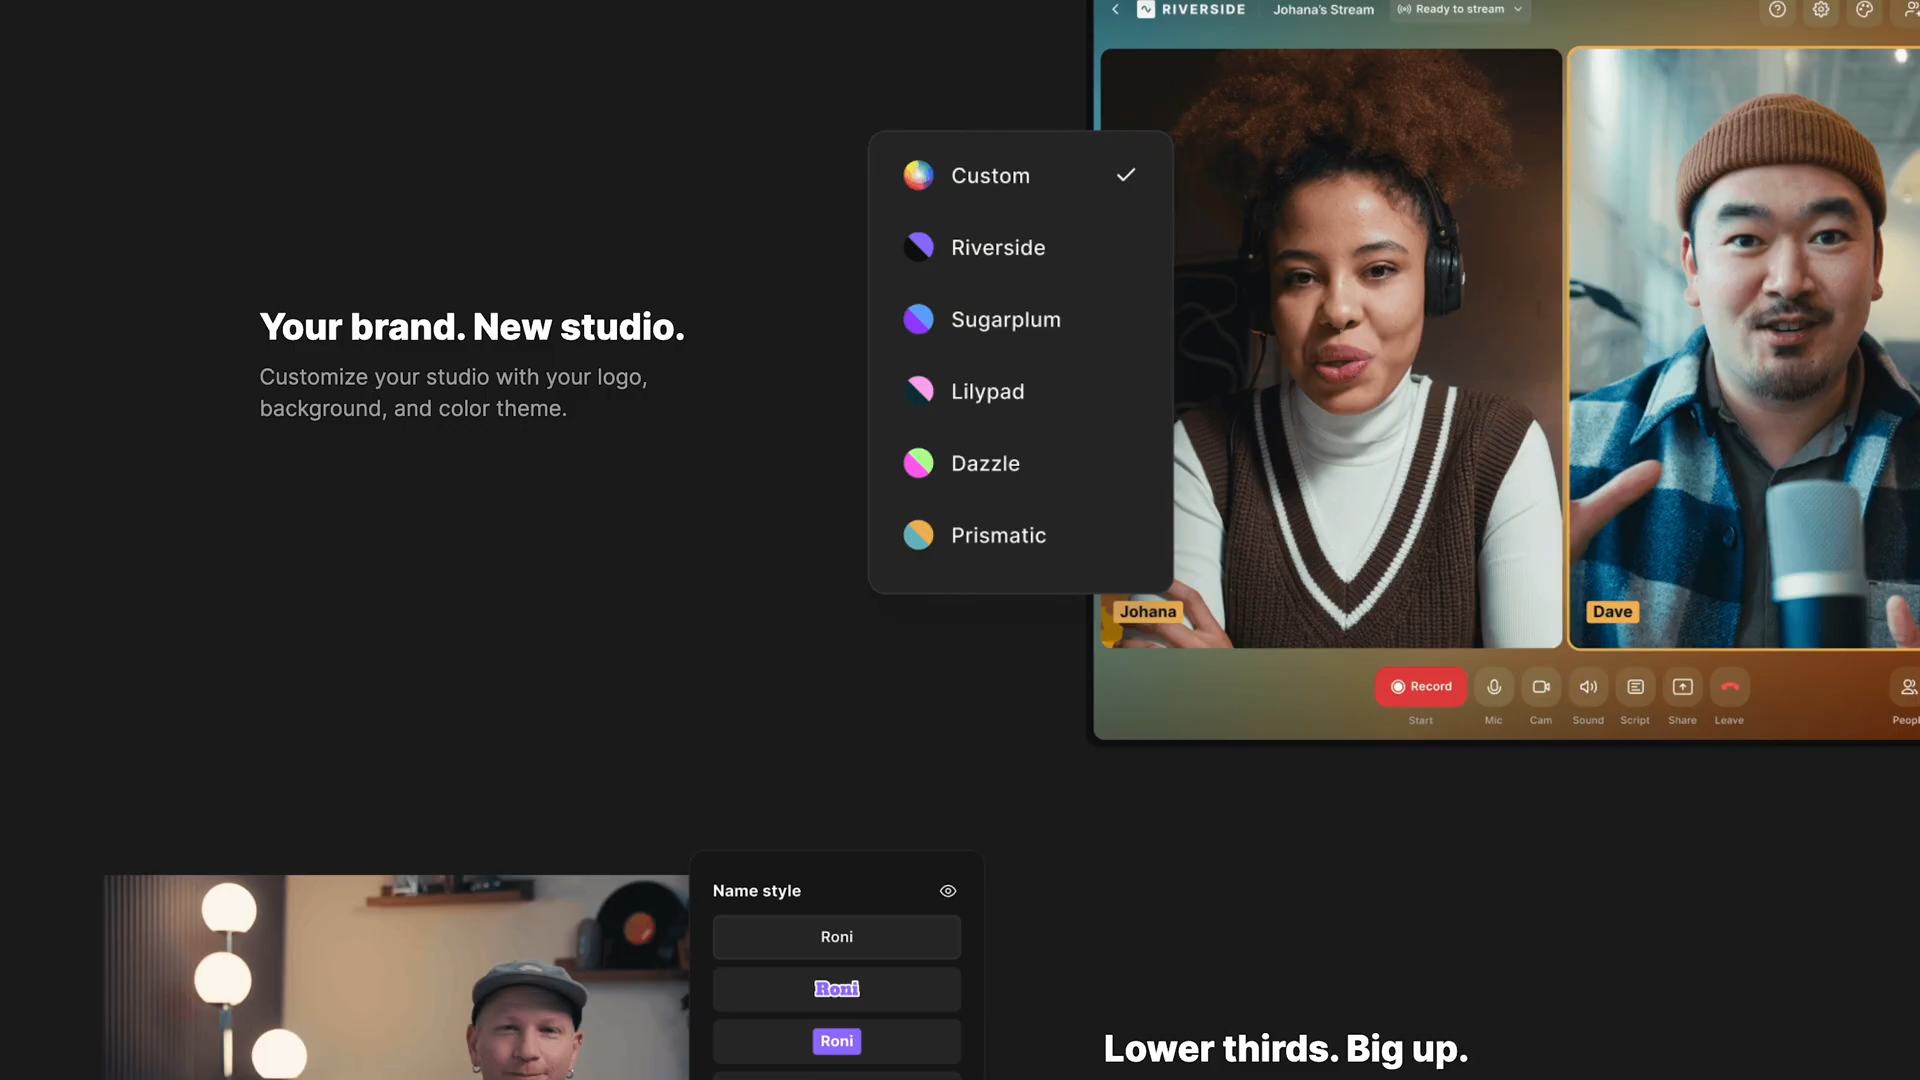 RIVERSIDE
Johana's Stream
Ready to stream
Custom
Riverside
Sugarplum
Lilypad
Dazzle
Prismatic
Your brand. New studio.
Customize your studio with your logo,
background, and color theme.
Johana
Dave
Record
Start
Mic
Cam
Sound
Script
Share
Leave
Peopl
Name style
Roni
Roni
Roni
Lower thirds. Big up.